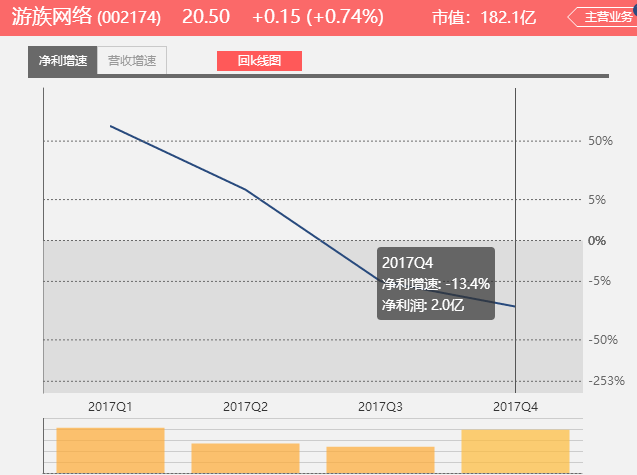 游族网络 (002174) 20.50 +0.15 (+0.74%) 市值: 182.1亿 主营业务
净利增速 营收增速 回k线图
50%
5%
0%
-5%
-50%
-253%
2017Q4
净利增速: -13.4%
净利润: 2.0亿
2017Q1 2017Q2 2017Q3 2017Q4